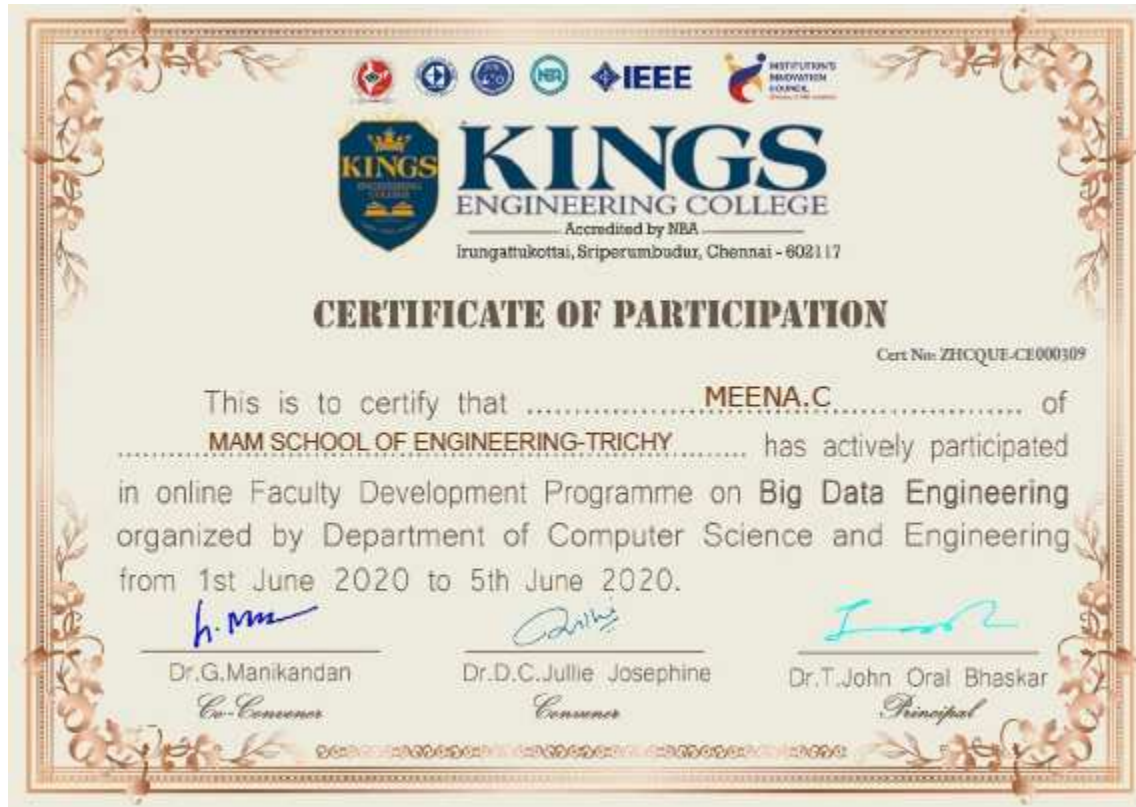 NBA
IEEE
INSTITUTION'S
INNOVATION
COUNCIL
KINGS
ENGINEERING
COLLEGE
KINGS
ENGINEERING COLLEGE
Accredited by NBA
Irungattukottai, Sriperumbudur, Chennai - 602117
CERTIFICATE OF PARTICIPATION
Cert No: ZHCQUE-CE000309
This is to certify that ........ MEENA.C ........ of
MAM SCHOOL OF ENGINEERING-TRICHY ........ has actively participated
in online Faculty Development Programme on Big Data Engineering
organized by Department of Computer Science and Engineering
from 1st June 2020 to 5th June 2020.
Dr.G.Manikandan Dr.D.C.Jullie Josephine Dr.T.John Oral Bhaskar
Co-Convener Convener Principal